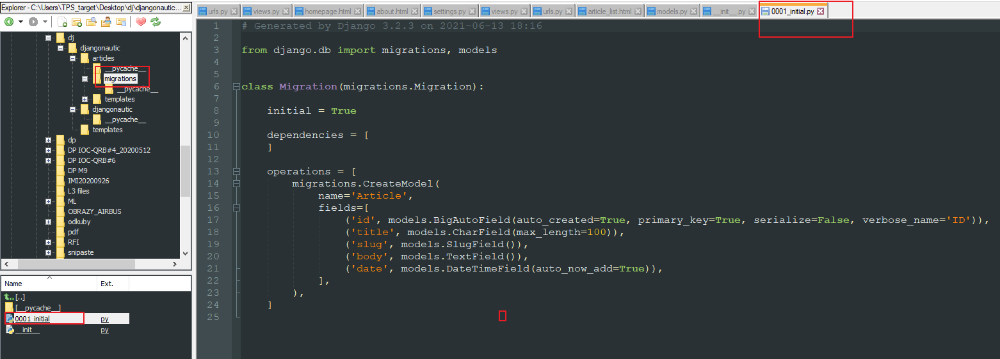 Explorer - C:\Users\TPS_target\Desktop\dj\djangonautic...
dj
djangonautic
articles
__pycache__
migrations
__pycache__
templates
djangonautic
__pycache__
templates
dp
DP IOC-QRB#4_20200512
DP IOC-QRB#6
DP M9
IMI20200926
L3 files
ML
OBRAZY_AIRBUS
odkuby
pdf
RFI
snipaste
Name Ext.
[..]
[__pycache__]
0001_initial py
__init__ py
urls.py views.py homepage.html about.html settings.py views.py urls.py article_list.html models.py __init__.py 0001_initial.py
1 # Generated by Django 3.2.3 on 2021-06-13 18:16
2
3 from django.db import migrations, models
4
5
6 class Migration(migrations.Migration):
7
8 initial = True
9
10 dependencies = [
11 ]
12
13 operations = [
14 migrations.CreateModel(
15 name='Article',
16 fields=[
17 ('id', models.BigAutoField(auto_created=True, primary_key=True, serialize=False, verbose_name='ID')),
18 ('title', models.CharField(max_length=100)),
19 ('slug', models.SlugField()),
20 ('body', models.TextField()),
21 ('date', models.DateTimeField(auto_now_add=True)),
22 ],
23 ),
24 ]
25